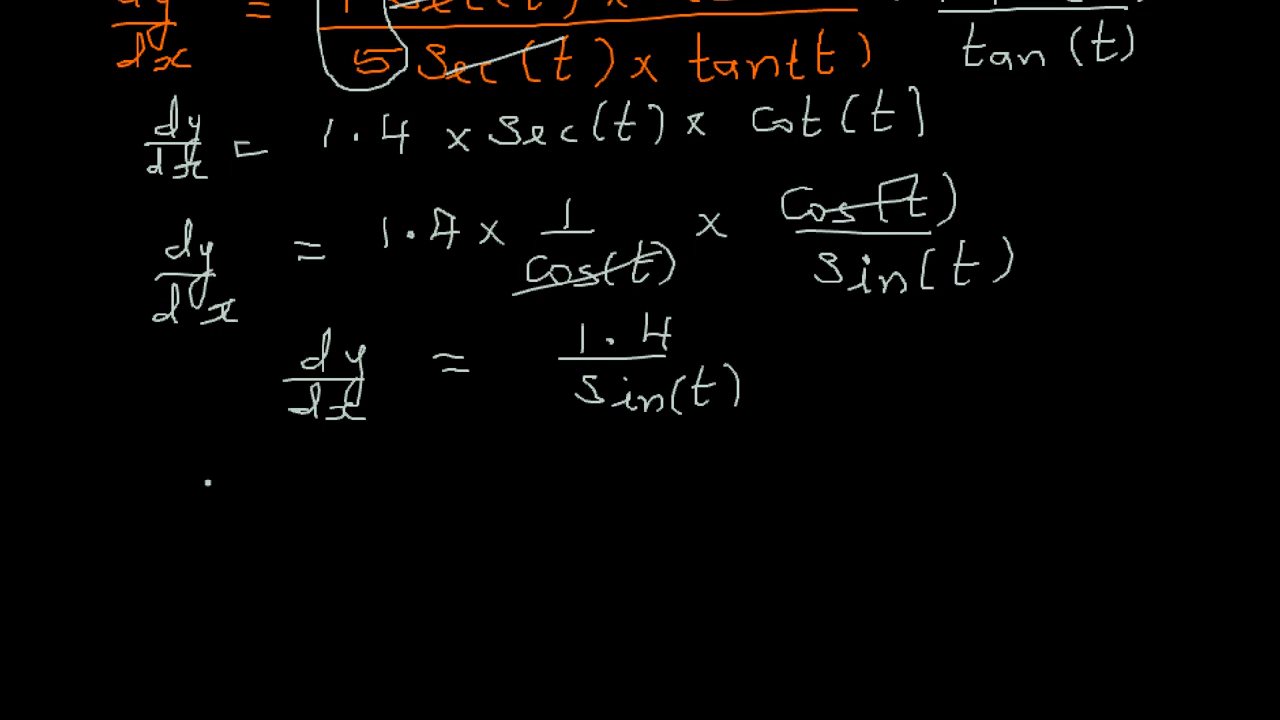 dy/dx = 5 sec(t) x tan(t) tan(t)
dy/dx = 1.4 x sec(t) x cot(t)
dy/dx = 1.4 x 1/cos(t) x cos(t)/sin(t)
dy/dx = 1.4/sin(t)